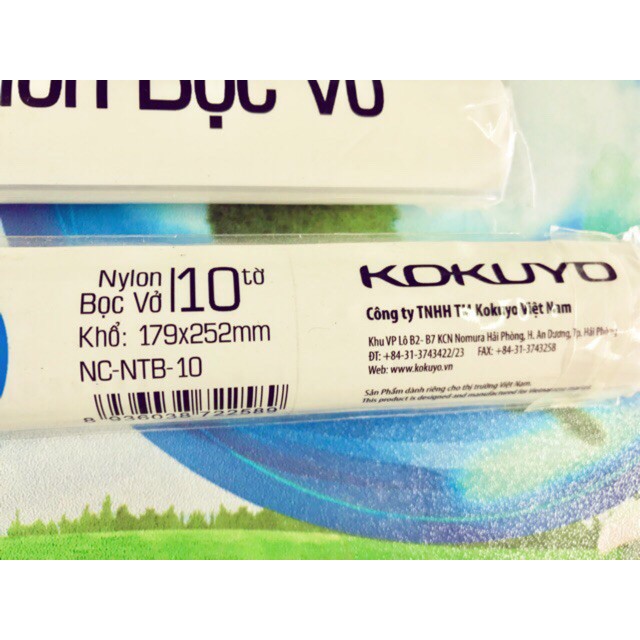 Bọc Vở
Nylon
Bọc Vở
10 tờ
Khổ: 179x252mm
NC-NTB-10
8 936038 722589
KOKUYO
Công ty TNHH TM Kokuyo Việt Nam
Khu VP Lô B2- B7 KCN Nomura Hải Phòng, H. An Dương, Tp. Hải Phòng
ĐT: +84-31-3743422/23 FAX: +84-31-3743258
Web: www.kokuyo.vn
Sản Phẩm dành riêng cho thị trường Việt Nam.
This product is designed and manufactured for